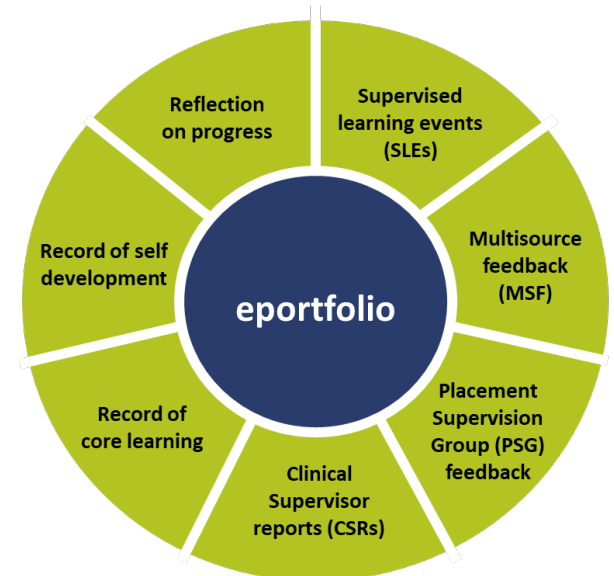 Reflection
on progress
Supervised
learning events
(SLEs)
Multisource
feedback
(MSF)
Placement
Supervision
Group (PSG)
feedback
Clinical
Supervisor
reports (CSRs)
Record of
core learning
Record of self
development
eportfolio